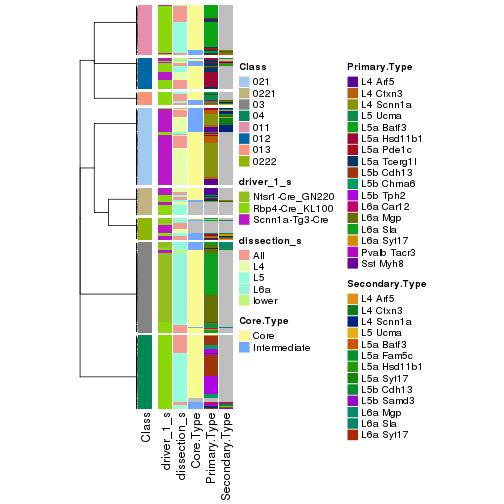 Class
021
0221
03
04
011
012
013
0222
driver_1_s
Ntsr1-Cre_GN220
Rbp4-Cre_KL100
Scnn1a-Tg3-Cre
dissection_s
All
L4
L5
L6a
lower
Core.Type
Core
Intermediate
Primary.Type
L4 Arf5
L4 Ctxn3
L4 Scnn1a
L5 Ucma
L5a Batf3
L5a Hsd11b1
L5a Pde1c
L5a Tcerg1l
L5b Cdh13
L5b Chrna6
L5b Tph2
L6a Car12
L6a Mgp
L6a Sla
L6a Syt17
Pvalb Tacr3
Sst Myh8
Secondary.Type
L4 Arf5
L4 Ctxn3
L4 Scnn1a
L5 Ucma
L5a Batf3
L5a Fam5c
L5a Hsd11b1
L5a Syt17
L5b Cdh13
L5b Samd3
L6a Mgp
L6a Sla
L6a Syt17
Class
driver_1_s
dissection_s
Core.Type
Primary.Type
Secondary.Type